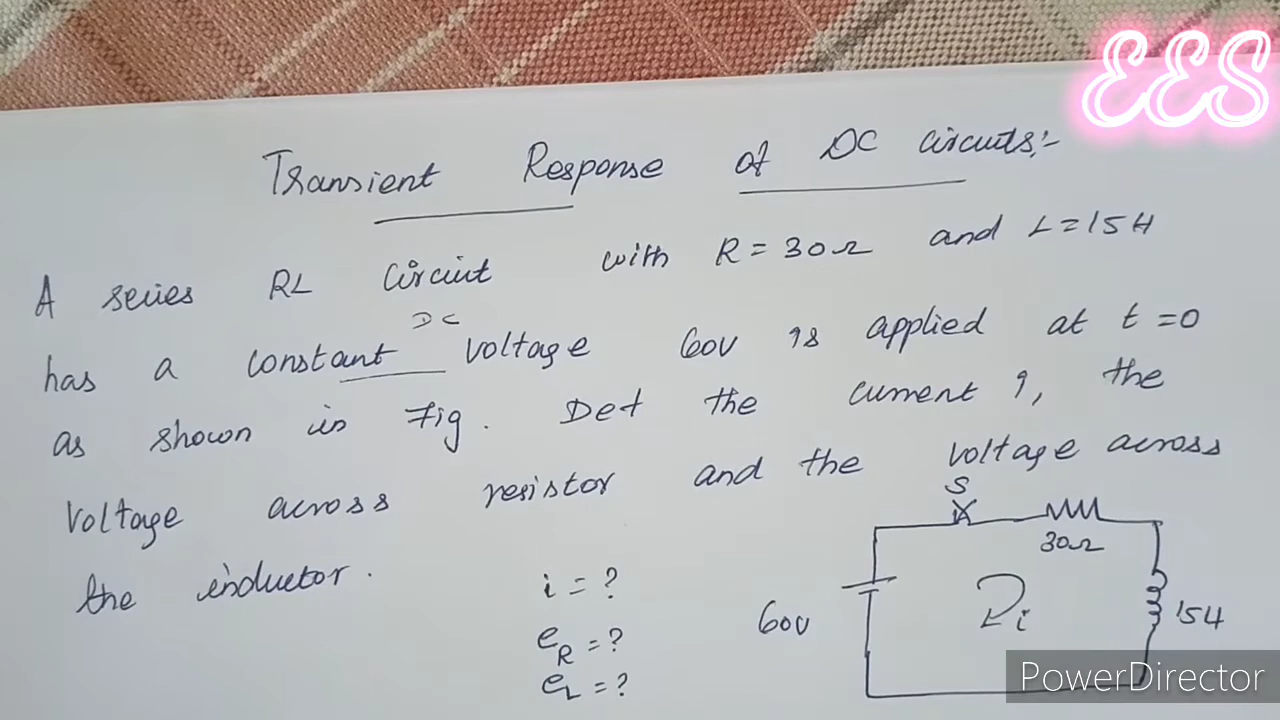 EES
Transient Response of DC circuits:-
A series RL Circuit with R = 30Ω and L = 15H
DC
has a constant voltage 60V is applied at t = 0
as shown in Fig. Det the current i, the
Voltage across resistor and the voltage across
the inductor.
i = ?
e_R = ?
e_L = ?
S
30Ω
60V
i
15H
PowerDirector